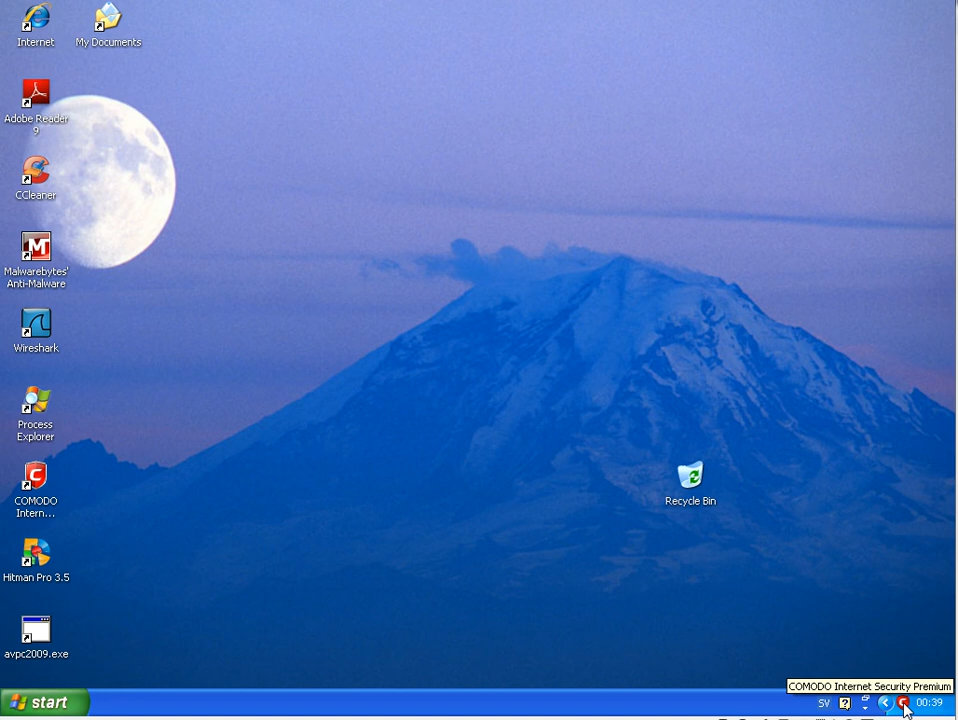 Internet
My Documents
Adobe Reader
9
CCleaner
Malwarebytes'
Anti-Malware
Wireshark
Process
Explorer
COMODO
Intern...
Recycle Bin
Hitman Pro 3.5
avpc2009.exe
COMODO Internet Security Premium
start
SV
00:39